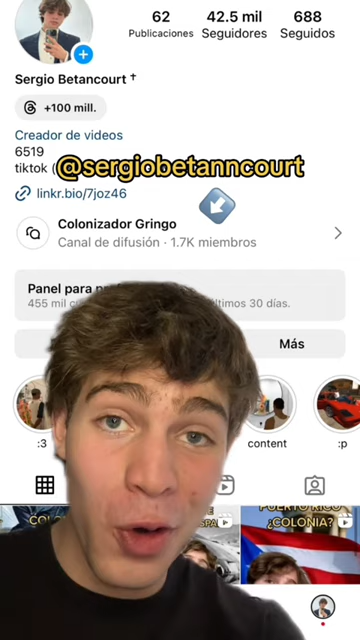 62
42.5 mil
688
Publicaciones
Seguidores
Seguidos
Sergio Betancourt †
+100 mill.
Creador de videos
6519
tiktok (
@sergiobetanncourt
linkr.bio/7joz46
Colonizador Gringo
Canal de difusión · 1.7K miembros
Panel para
455 mil
ltimos 30 días.
Más
:3
content
:p
PUERTO RICO
¿COLONIA?